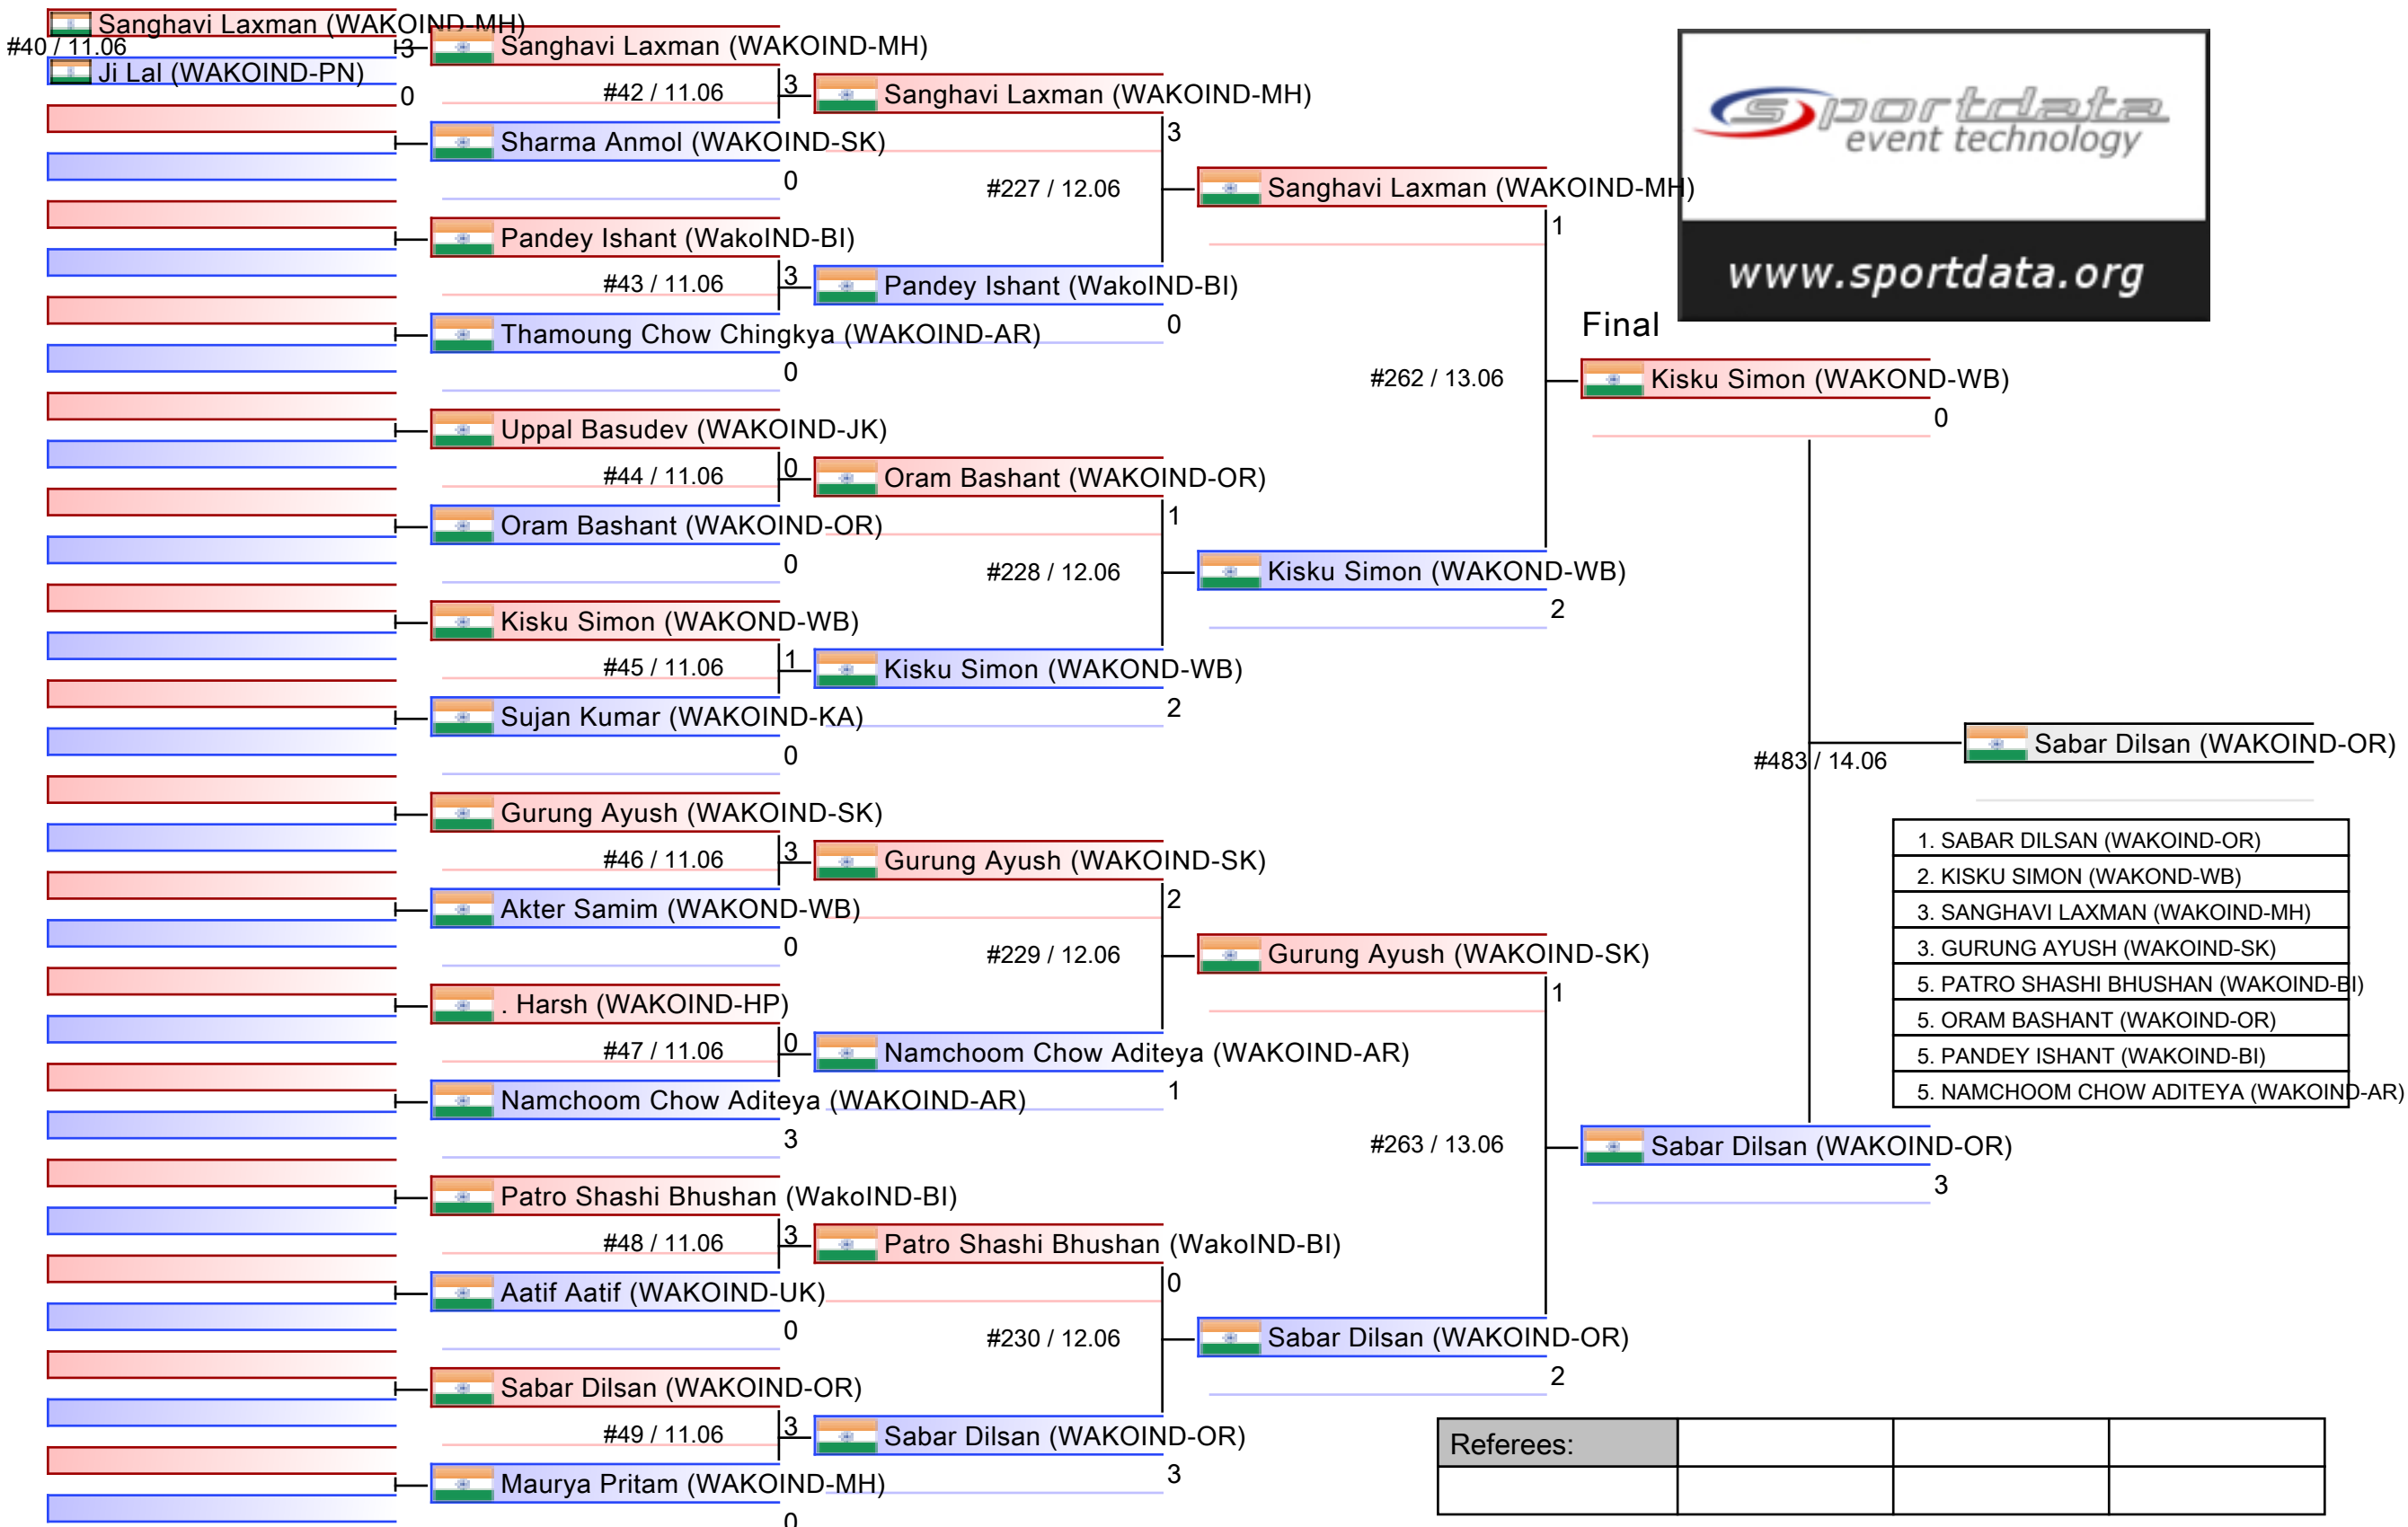 Sanghavi Laxman (WAKOIND-MH)
#40 / 11.06
3
Ji Lal (WAKOIND-PN)
0
Sanghavi Laxman (WAKOIND-MH)
#42 / 11.06
3
Sharma Anmol (WAKOIND-SK)
0
Pandey Ishant (WakoIND-BI)
#43 / 11.06
3
Thamoung Chow Chingkya (WAKOIND-AR)
0
Uppal Basudev (WAKOIND-JK)
#44 / 11.06
0
Oram Bashant (WAKOIND-OR)
0
Kisku Simon (WAKOND-WB)
#45 / 11.06
1
Sujan Kumar (WAKOIND-KA)
0
Gurung Ayush (WAKOIND-SK)
#46 / 11.06
3
Akter Samim (WAKOND-WB)
0
. Harsh (WAKOIND-HP)
#47 / 11.06
0
Namchoom Chow Aditeya (WAKOIND-AR)
3
Patro Shashi Bhushan (WakoIND-BI)
#48 / 11.06
3
Aatif Aatif (WAKOIND-UK)
0
Sabar Dilsan (WAKOIND-OR)
#49 / 11.06
3
Maurya Pritam (WAKOIND-MH)
0
Sanghavi Laxman (WAKOIND-MH)
3
#227 / 12.06
Pandey Ishant (WakoIND-BI)
0
Oram Bashant (WAKOIND-OR)
1
#228 / 12.06
Kisku Simon (WAKOND-WB)
2
Gurung Ayush (WAKOIND-SK)
2
#229 / 12.06
Namchoom Chow Aditeya (WAKOIND-AR)
1
Patro Shashi Bhushan (WakoIND-BI)
0
#230 / 12.06
Sabar Dilsan (WAKOIND-OR)
3
Sanghavi Laxman (WAKOIND-MH)
1
#262 / 13.06
Kisku Simon (WAKOND-WB)
2
Gurung Ayush (WAKOIND-SK)
1
#263 / 13.06
Sabar Dilsan (WAKOIND-OR)
2
sportdata
event technology
www.sportdata.org
Final
Kisku Simon (WAKOND-WB)
0
#483 / 14.06
Sabar Dilsan (WAKOIND-OR)
3
Sabar Dilsan (WAKOIND-OR)
1. SABAR DILSAN (WAKOIND-OR)
2. KISKU SIMON (WAKOND-WB)
3. SANGHAVI LAXMAN (WAKOIND-MH)
3. GURUNG AYUSH (WAKOIND-SK)
5. PATRO SHASHI BHUSHAN (WAKOIND-BI)
5. ORAM BASHANT (WAKOIND-OR)
5. PANDEY ISHANT (WAKOIND-BI)
5. NAMCHOOM CHOW ADITEYA (WAKOIND-AR)
Referees: